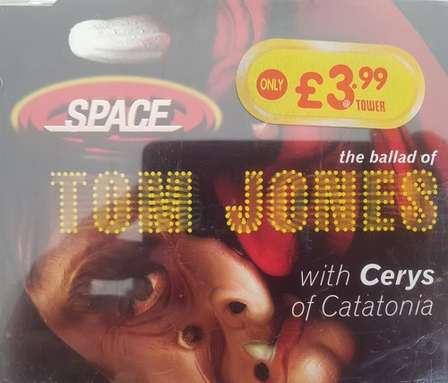 ONLY £3.99
@ TOWER
SPACE
the ballad of
TOM JONES
with Cerys
of Catatonia